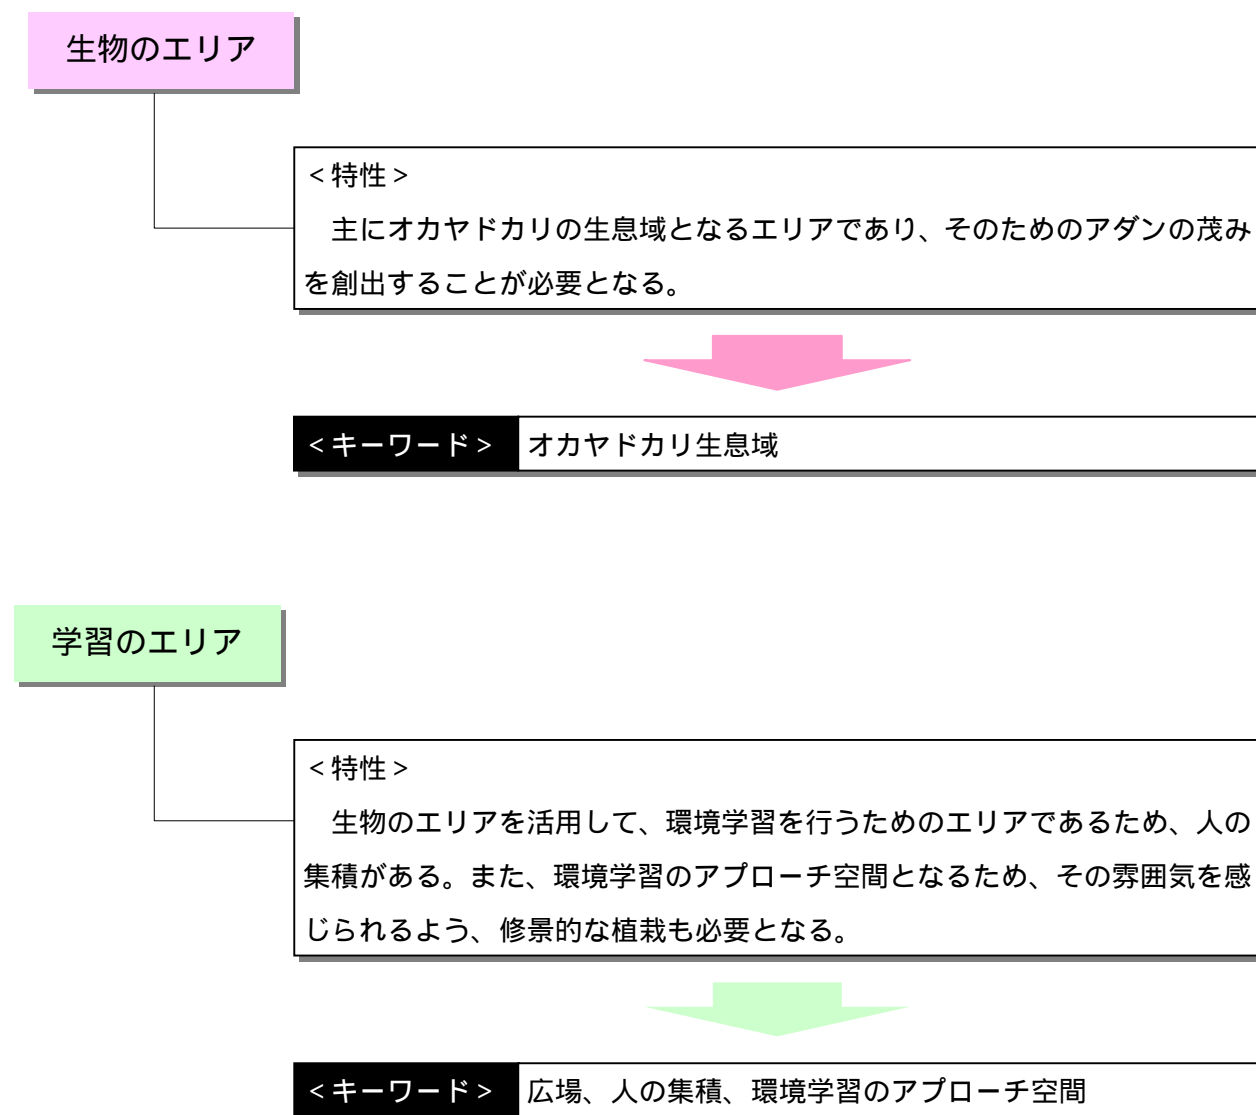 生物のエリア
＜特性＞
主にオカヤドカリの生息域となるエリアであり、そのためのアダンの茂み
を創出することが必要となる。
＜キーワード＞ オカヤドカリ生息域
学習のエリア
＜特性＞
生物のエリアを活用して、環境学習を行うためのエリアであるため、人の
集積がある。また、環境学習のアプローチ空間となるため、その雰囲気を感
じられるよう、修景的な植栽も必要となる。
＜キーワード＞ 広場、人の集積、環境学習のアプローチ空間